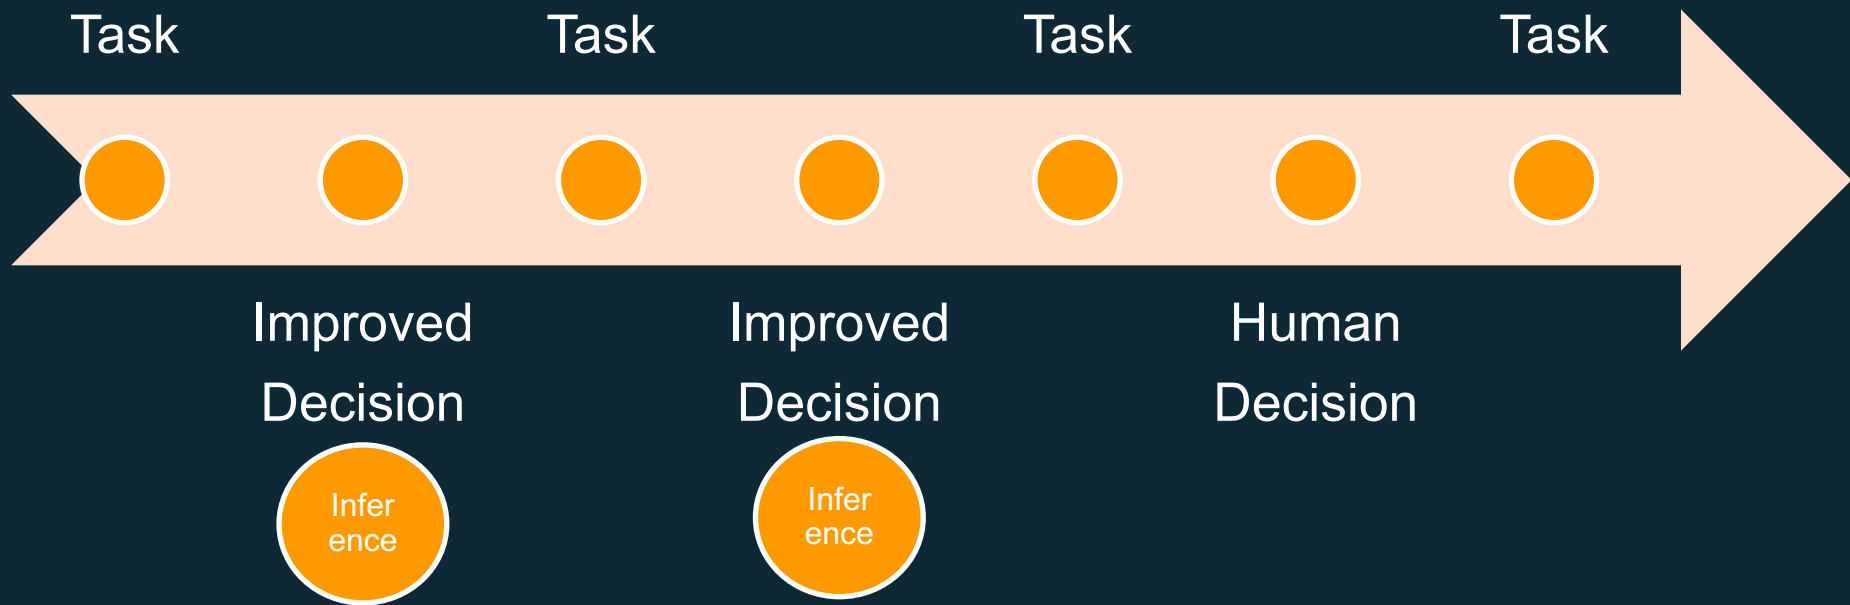 Task
Task
Task
Task
Improved
Decision
Improved
Decision
Human
Decision
Infer
ence
Infer
ence